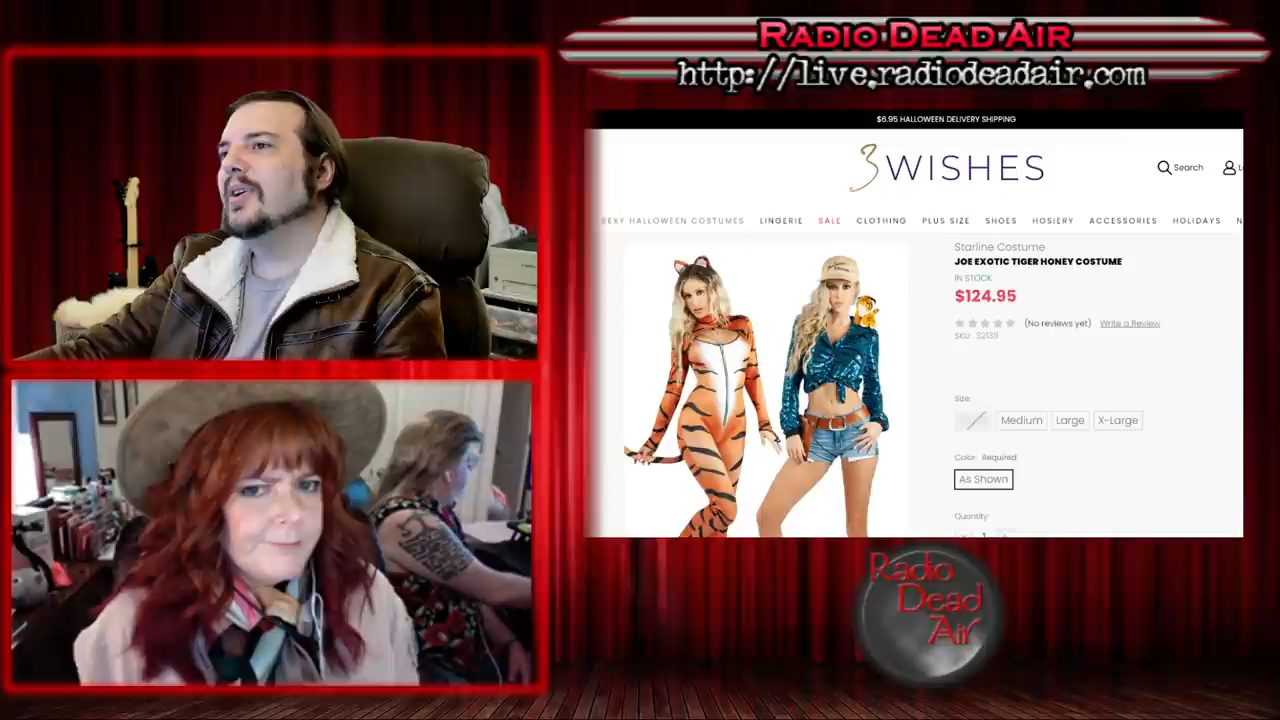 RADIO DEAD AIR
http://live.radiodeadair.com
$6.95 HALLOWEEN DELIVERY SHIPPING
3 WISHES
Search
SEXY HALLOWEEN COSTUMES LINGERIE SALE CLOTHING PLUS SIZE SHOES HOSIERY ACCESSORIES HOLIDAYS N
Starline Costume
JOE EXOTIC TIGER HONEY COSTUME
IN STOCK
$124.95
(No reviews yet) Write a Review
SKU: S2139
Size:
Medium Large X-Large
Color: Required
As Shown
Quantity:
Radio
Dead
Air